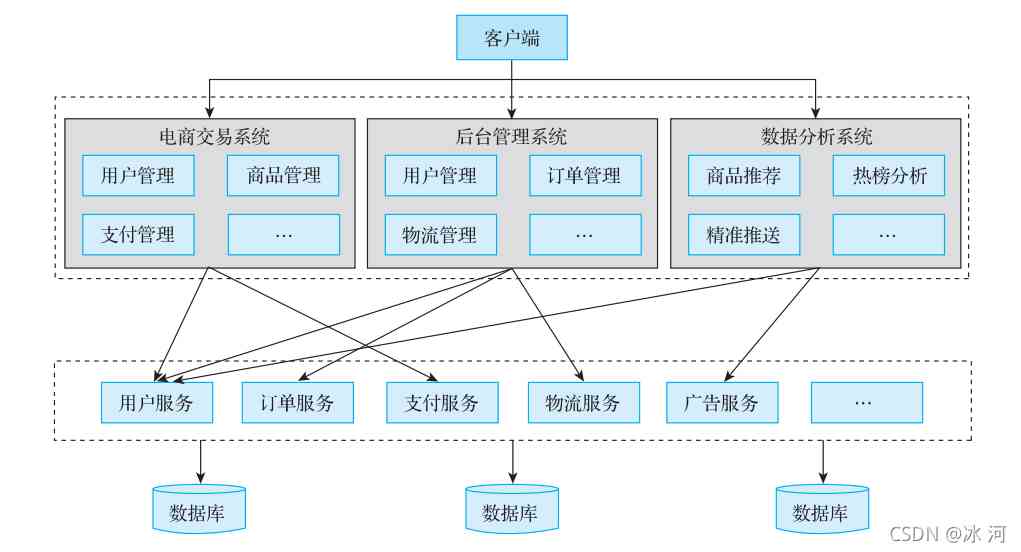 客户端
电商交易系统
后台管理系统
数据分析系统
用户管理
商品管理
用户管理
订单管理
商品推荐
热榜分析
支付管理
…
物流管理
…
精准推送
…
用户服务
订单服务
支付服务
物流服务
广告服务
…
数据库
数据库
数据库
CSDN @冰 河